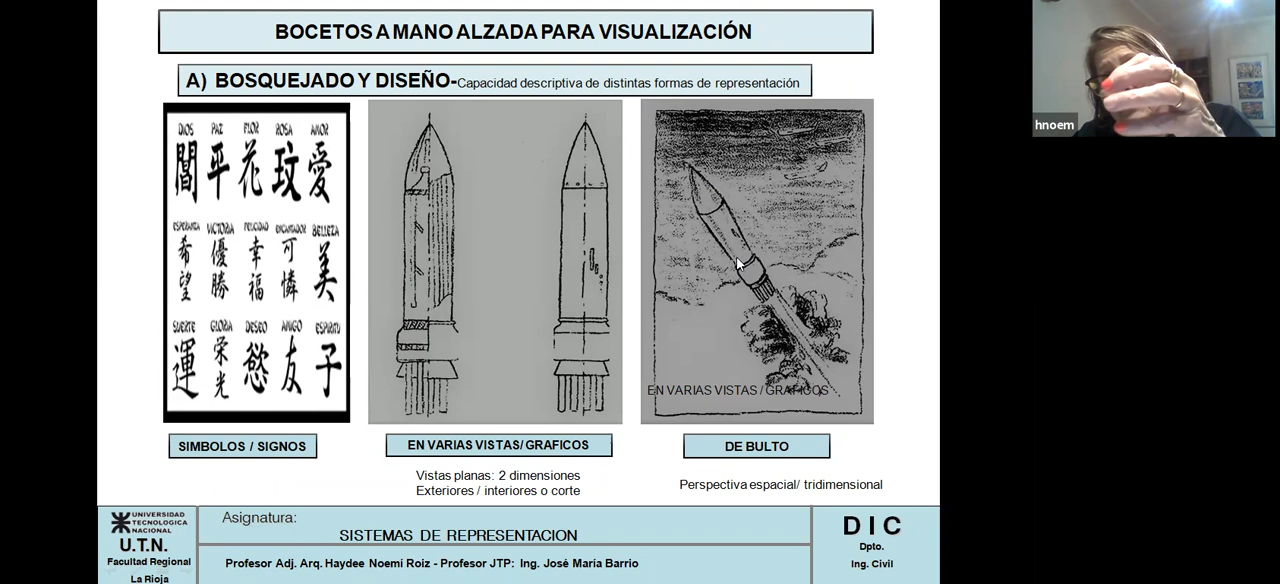 BOCETOS A MANO ALZADA PARA VISUALIZACIÓN
A) BOSQUEJADO Y DISEÑO-Capacidad descriptiva de distintas formas de representación
DIOS PAZ FLOR ROSA AMOR
平 花 玟 愛
ESPERANZA VICTORIA FELICIDAD ENCANTADOR BELLEZA
希望 優勝 幸福 可憐 美
SUERTE GLORIA DESEO AMIGO ESPIRITU
運 栄光 慾 友 子
EN VARIAS VISTAS / GRAFICOS
SIMBOLOS / SIGNOS
EN VARIAS VISTAS/ GRAFICOS
DE BULTO
Vistas planas: 2 dimensiones
Exteriores / interiores o corte
Perspectiva espacial/ tridimensional
UNIVERSIDAD
TECNOLOGICA
NACIONAL
U.T.N.
Facultad Regional
La Rioja
Asignatura:
SISTEMAS DE REPRESENTACION
Profesor Adj. Arq. Haydee Noemí Roiz - Profesor JTP: Ing. José María Barrio
D I C
Dpto.
Ing. Civil
hnoem